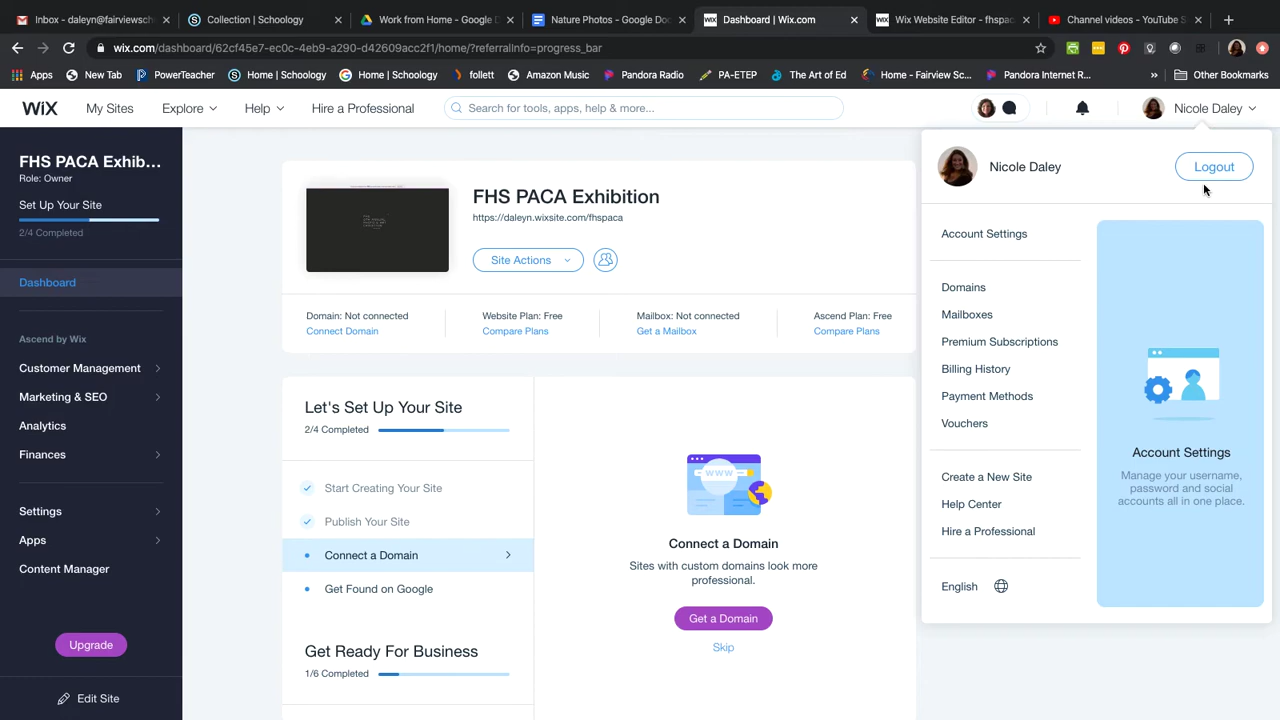 Inbox - daleyn@fairviewsch
Collection | Schoology
Work from Home - Google D
Nature Photos - Google Doc
WiX Dashboard | Wix.com
WiX Wix Website Editor - fhspac
Channel videos - YouTube S
wix.com/dashboard/62cf45e7-ec0c-4eb9-a290-d42609acc2f1/home/?referralInfo=progress_bar
Apps
New Tab
PowerTeacher
Home | Schoology
Home | Schoology
follett
Amazon Music
Pandora Radio
PA-ETEP
The Art of Ed
Home - Fairview Sc...
Pandora Internet R...
»
Other Bookmarks
WiX
My Sites
Explore
Help
Hire a Professional
Search for tools, apps, help & more...
Nicole Daley
FHS PACA Exhib...
Role: Owner
Set Up Your Site
2/4 Completed
Dashboard
Ascend by Wix
Customer Management
Marketing & SEO
Analytics
Finances
Settings
Apps
Content Manager
Upgrade
Edit Site
FHS PACA Exhibition
https://daleyn.wixsite.com/fhspaca
Site Actions
Domain: Not connected
Connect Domain
Website Plan: Free
Compare Plans
Mailbox: Not connected
Get a Mailbox
Ascend Plan: Free
Compare Plans
Let's Set Up Your Site
2/4 Completed
Start Creating Your Site
Publish Your Site
Connect a Domain
Get Found on Google
Get Ready For Business
1/6 Completed
WWW
Connect a Domain
Sites with custom domains look more
professional.
Get a Domain
Skip
Nicole Daley
Logout
Account Settings
Domains
Mailboxes
Premium Subscriptions
Billing History
Payment Methods
Vouchers
Create a New Site
Help Center
Hire a Professional
English
Account Settings
Manage your username,
password and social
accounts all in one place.